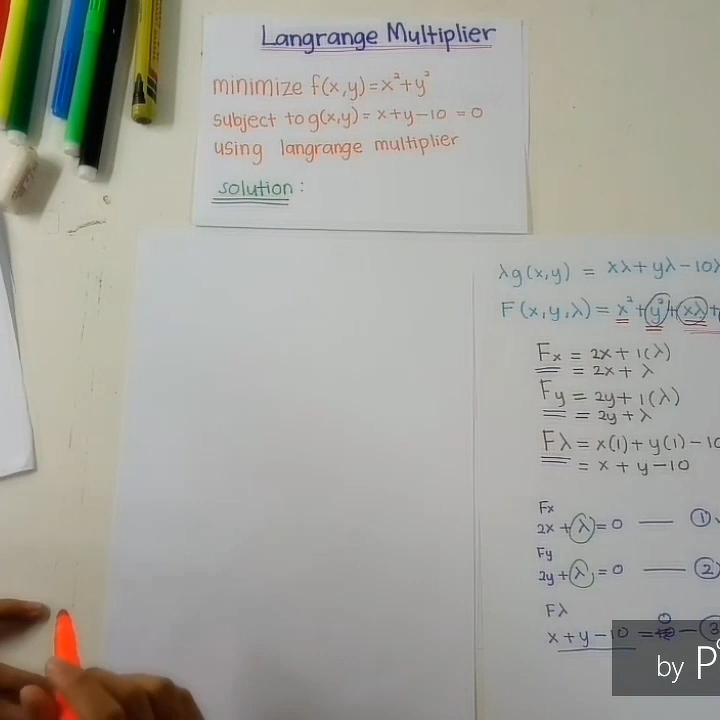 Langrange Multiplier
minimize f(x,y)=x²+y²
subject to g(x,y) = x+y-10 = 0
using langrange multiplier
solution:
λg(x,y) = xλ+yλ-10λ
F(x,y,λ) = x²+y²+xλ+
Fx = 2x+1(λ)
= 2x+λ
Fy = 2y+1(λ)
= 2y+λ
Fλ = x(1)+y(1)-10
= x+y-10
Fx
2x+λ=0 — ①
Fy
2y+λ=0 — ②
Fλ
x+y-10 = 0 — ③
by P